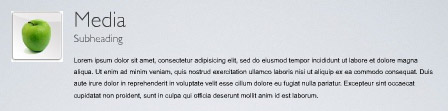 Media
Subheading
Lorem ipsum dolor sit amet, consectetur adipisicing elit, sed do eiusmod tempor incididunt ut labore et dolore magna
aliqua. Ut enim ad minim veniam, quis nostrud exercitation ullamco laboris nisi ut aliquip ex ea commodo consequat. Duis
aute irure dolor in reprehenderit in voluptate velit esse cillum dolore eu fugiat nulla pariatur. Excepteur sint occaecat
cupidatat non proident, sunt in culpa qui officia deserunt mollit anim id est laborum.